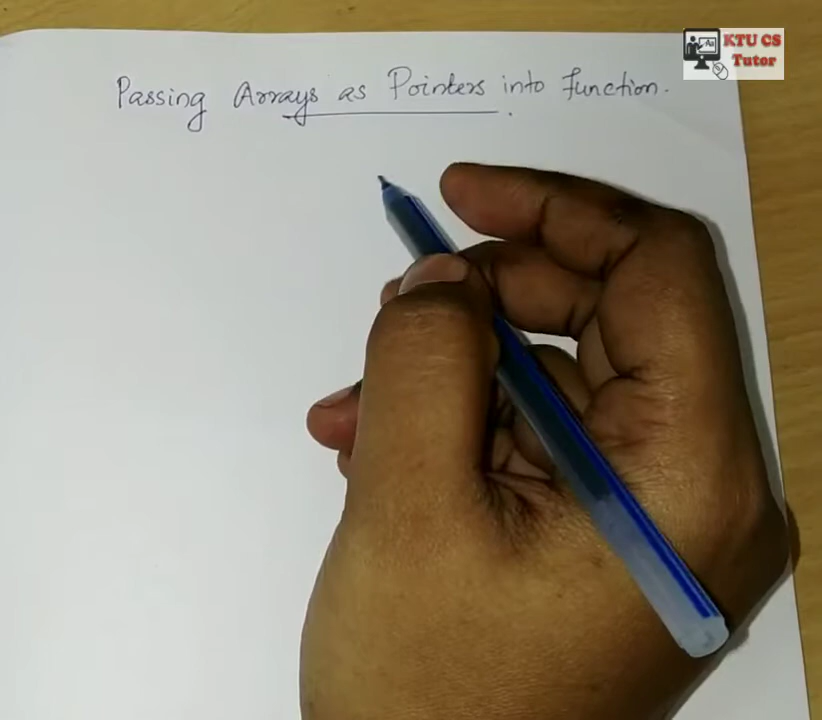 Passing Arrays as Pointers into function.
KTU CS
Tutor